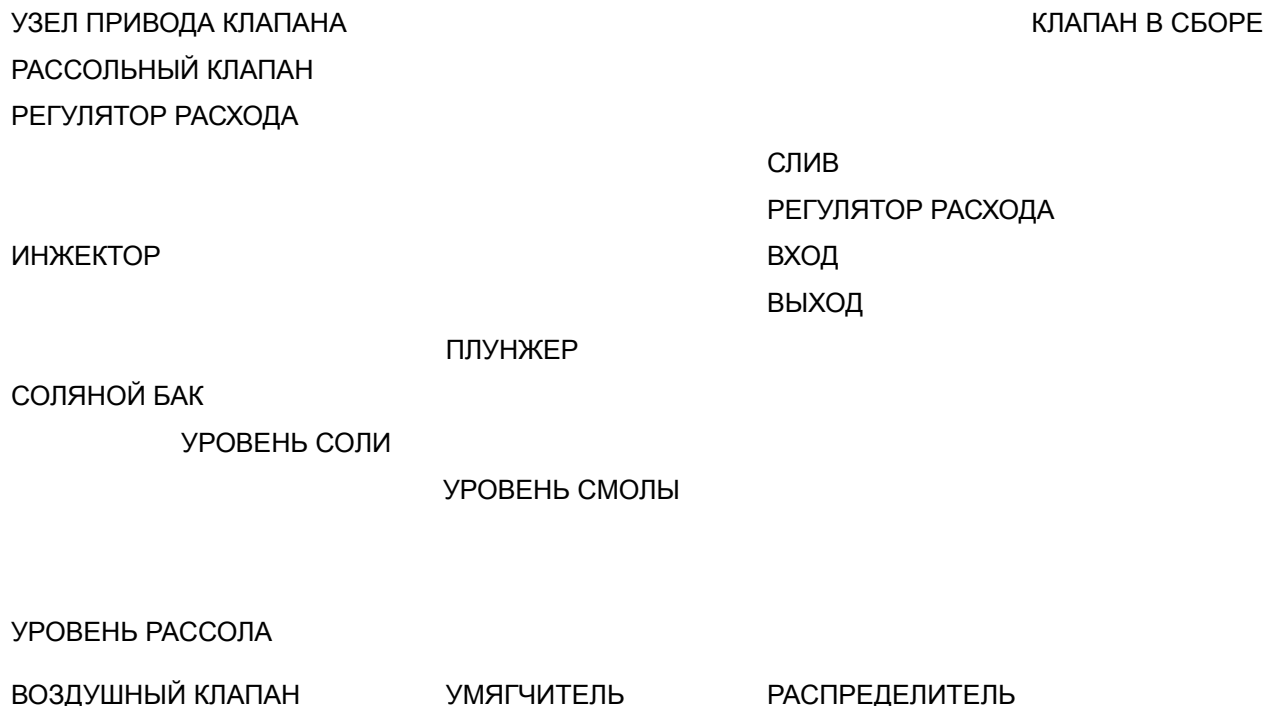 УЗЕЛ ПРИВОДА КЛАПАНА КЛАПАН В СБОРЕ
РАССОЛЬНЫЙ КЛАПАН
РЕГУЛЯТОР РАСХОДА
СЛИВ
РЕГУЛЯТОР РАСХОДА
ИНЖЕКТОР ВХОД
ВЫХОД
ПЛУНЖЕР
СОЛЯНОЙ БАК
УРОВЕНЬ СОЛИ
УРОВЕНЬ СМОЛЫ
УРОВЕНЬ РАССОЛА
ВОЗДУШНЫЙ КЛАПАН УМЯГЧИТЕЛЬ РАСПРЕДЕЛИТЕЛЬ